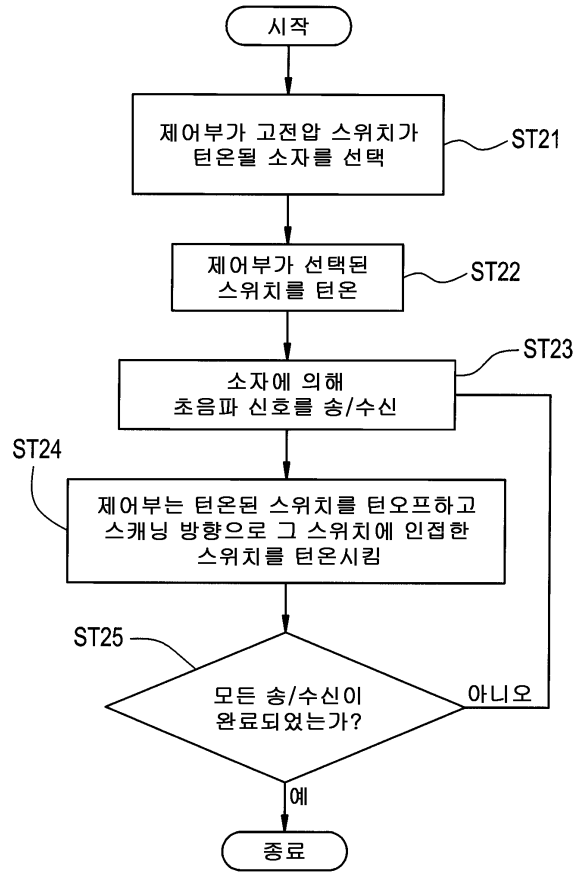 시작
제어부가 고전압 스위치가
턴온될 소자를 선택
ST21
제어부가 선택된
스위치를 턴온
ST22
소자에 의해
초음파 신호를 송/수신
ST23
ST24
제어부는 턴온된 스위치를 턴오프하고
스캐닝 방향으로 그 스위치에 인접한
스위치를 턴온시킴
ST25
모든 송/수신이
완료되었는가?
아니오
예
종료